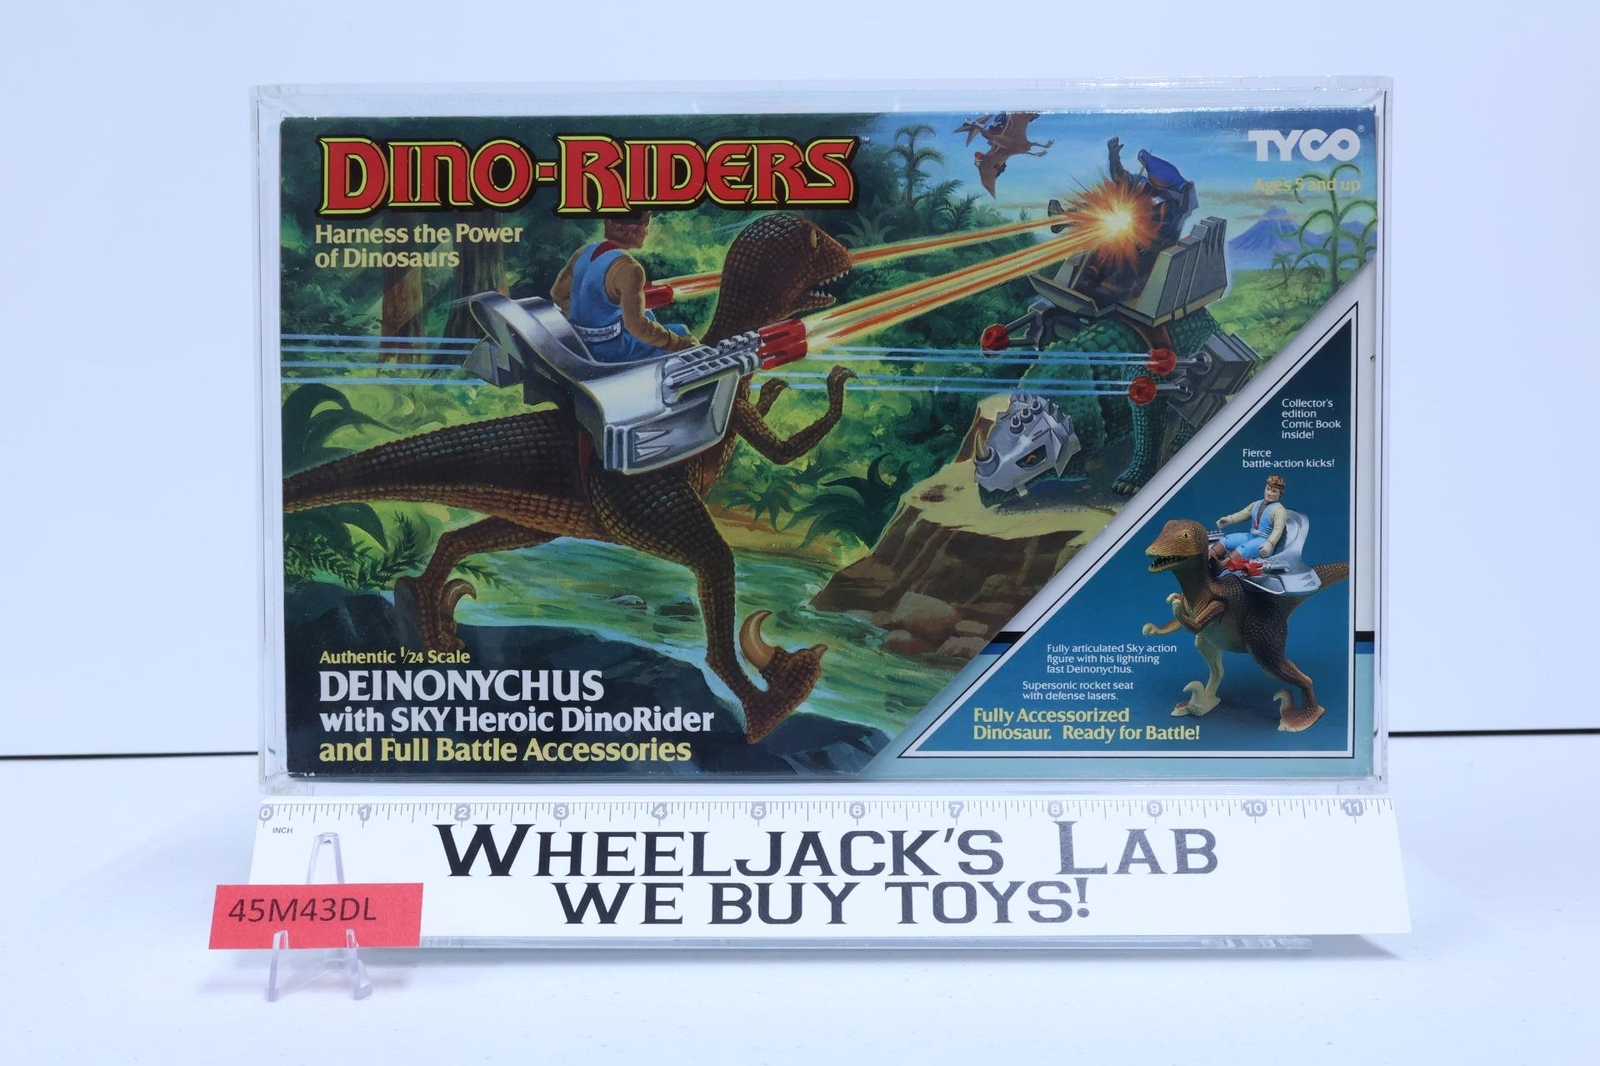 DINO-RIDERS™
Harness the Power
of Dinosaurs
TYCO®
Ages 5 and up
Collector's
edition
Comic Book
inside!
Fierce
battle-action kicks!
Fully articulated Sky action
figure with his lightning
fast Deinonychus.
Supersonic rocket seat
with defense lasers.
Fully Accessorized
Dinosaur. Ready for Battle!
Authentic 1/24 Scale
DEINONYCHUS
with SKY Heroic DinoRider
and Full Battle Accessories
0 1 2 3 4 5 6 7 8 9 10 11
INCH
WHEELJACK'S LAB
WE BUY TOYS!
45M43DL